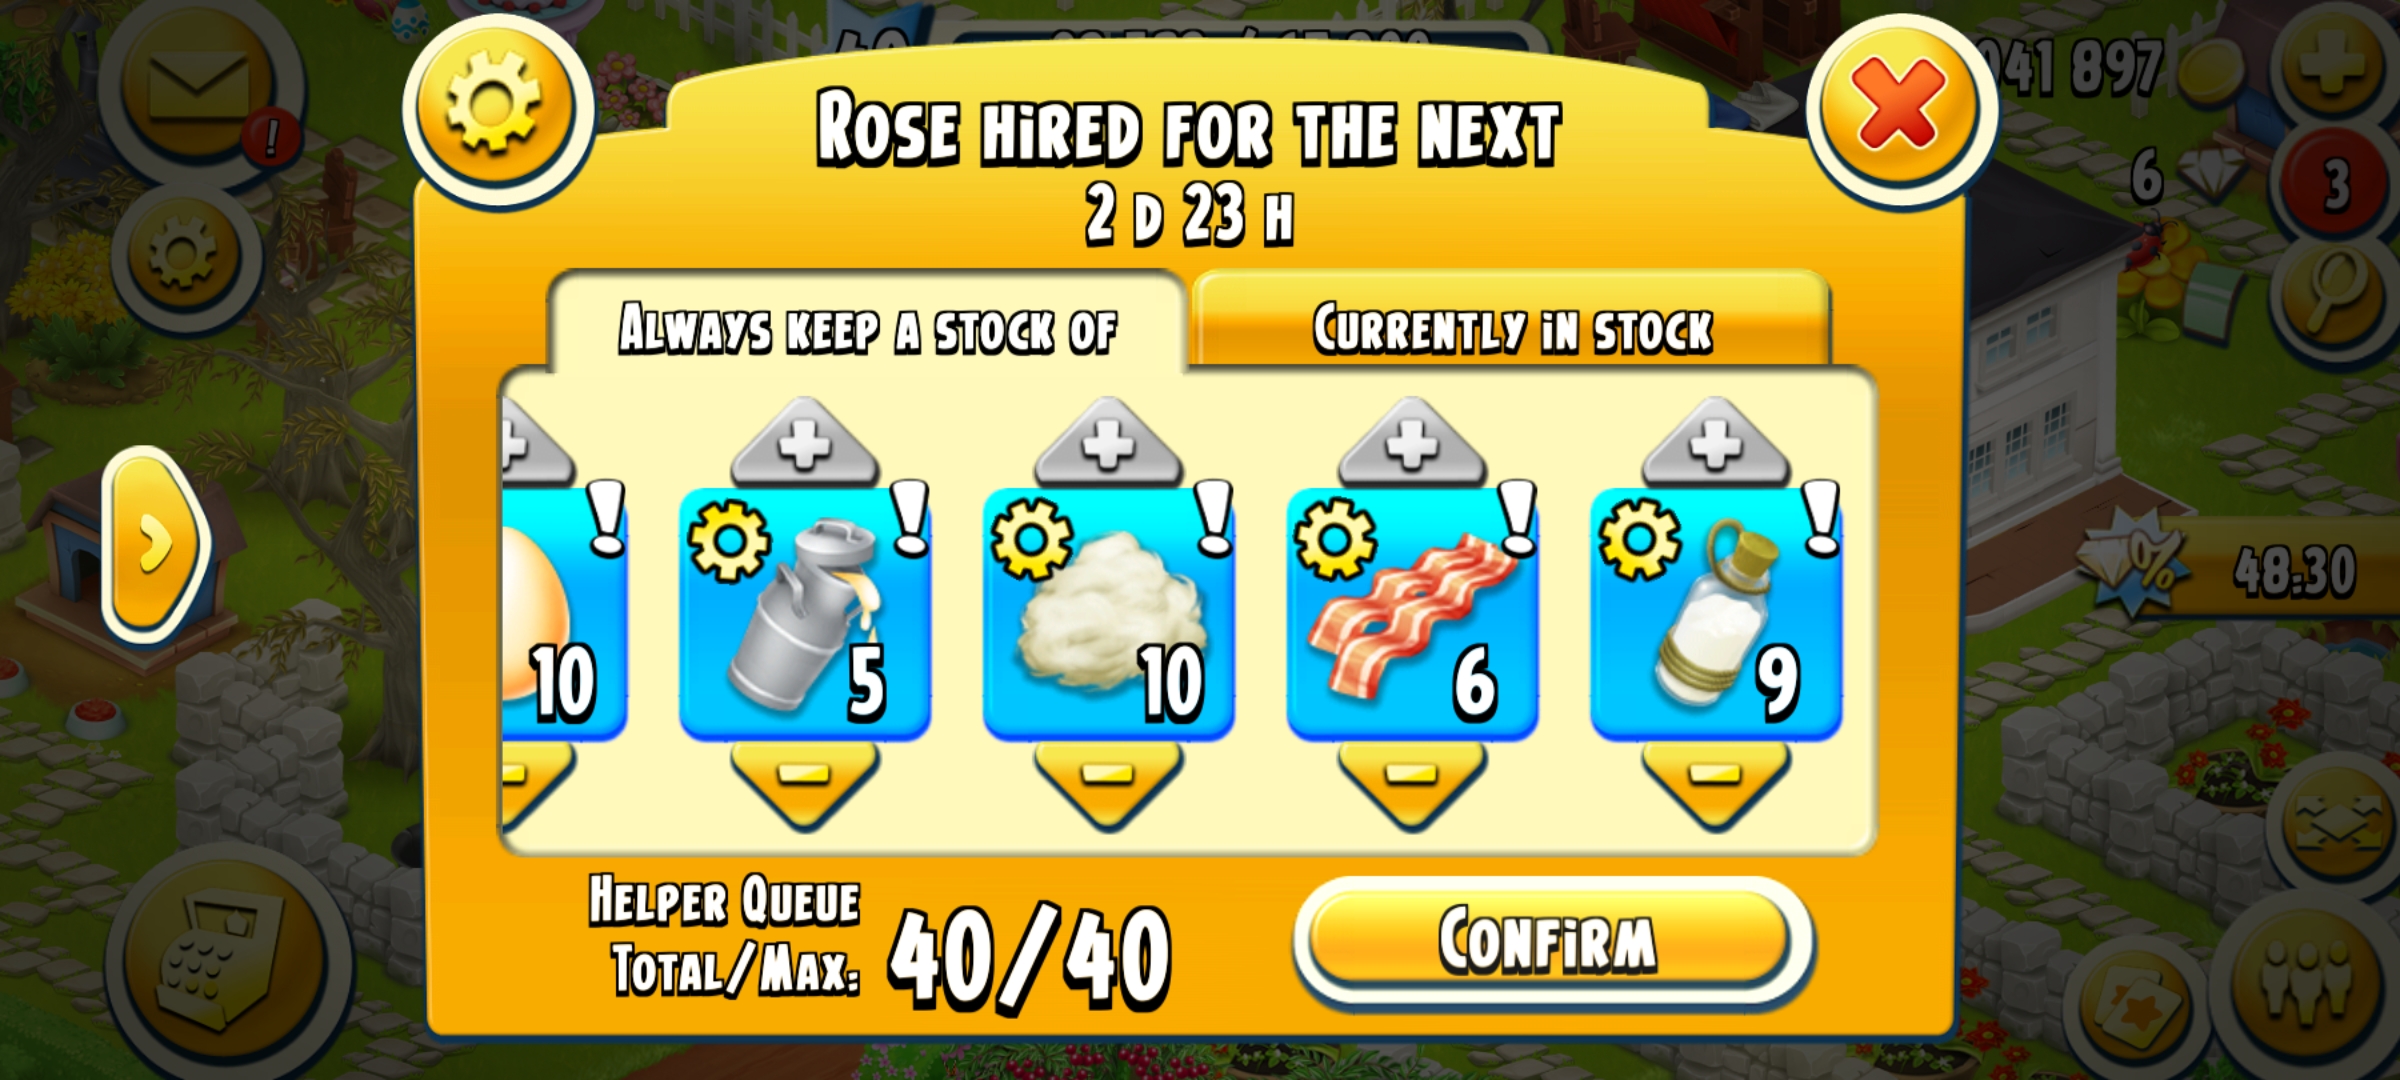 041 897
!
ROSE HiRED FOR THE NEXT
2 D 23 H
6
3
ALWAYS KEEP A STOCK OF
CURRENTLY iN STOCK
! ! ! ! !
10 5 10 6 9
%
48:30
HELPER QUEUE
TOTAL/MAX: 40/40
CONFiRM